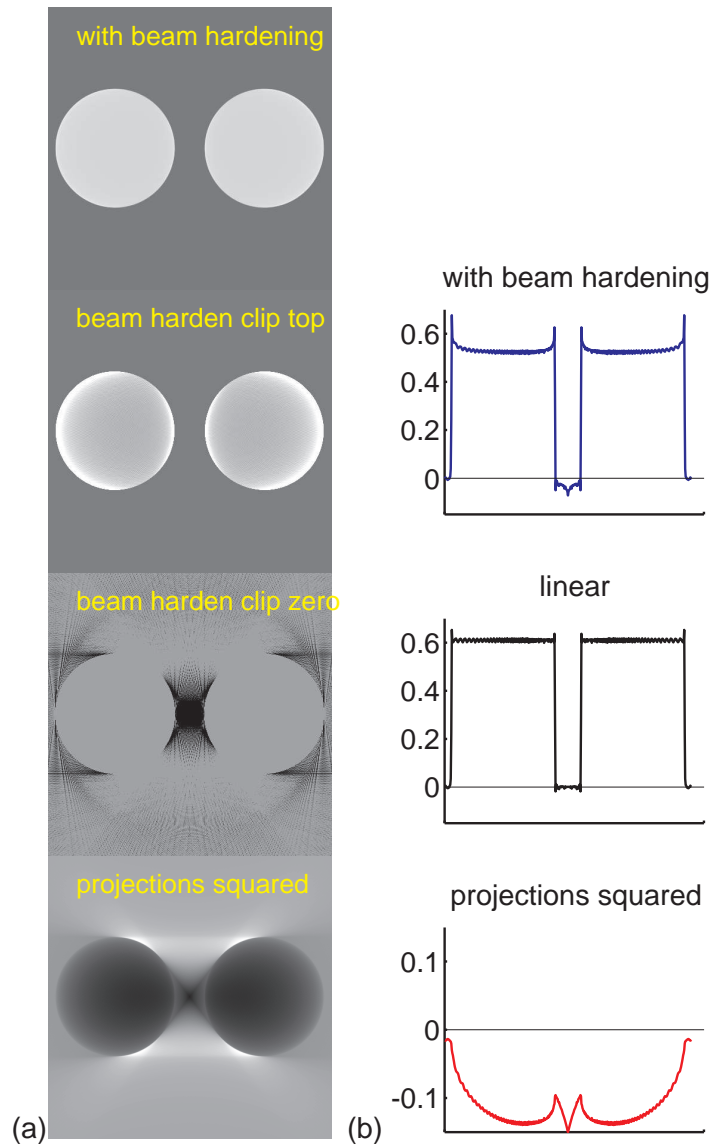 with beam hardening
beam harden clip top
beam harden clip zero
projections squared
(a)
with beam hardening
0.6
0.4
0.2
0
linear
0.6
0.4
0.2
0
projections squared
0.1
0
-0.1
(b)